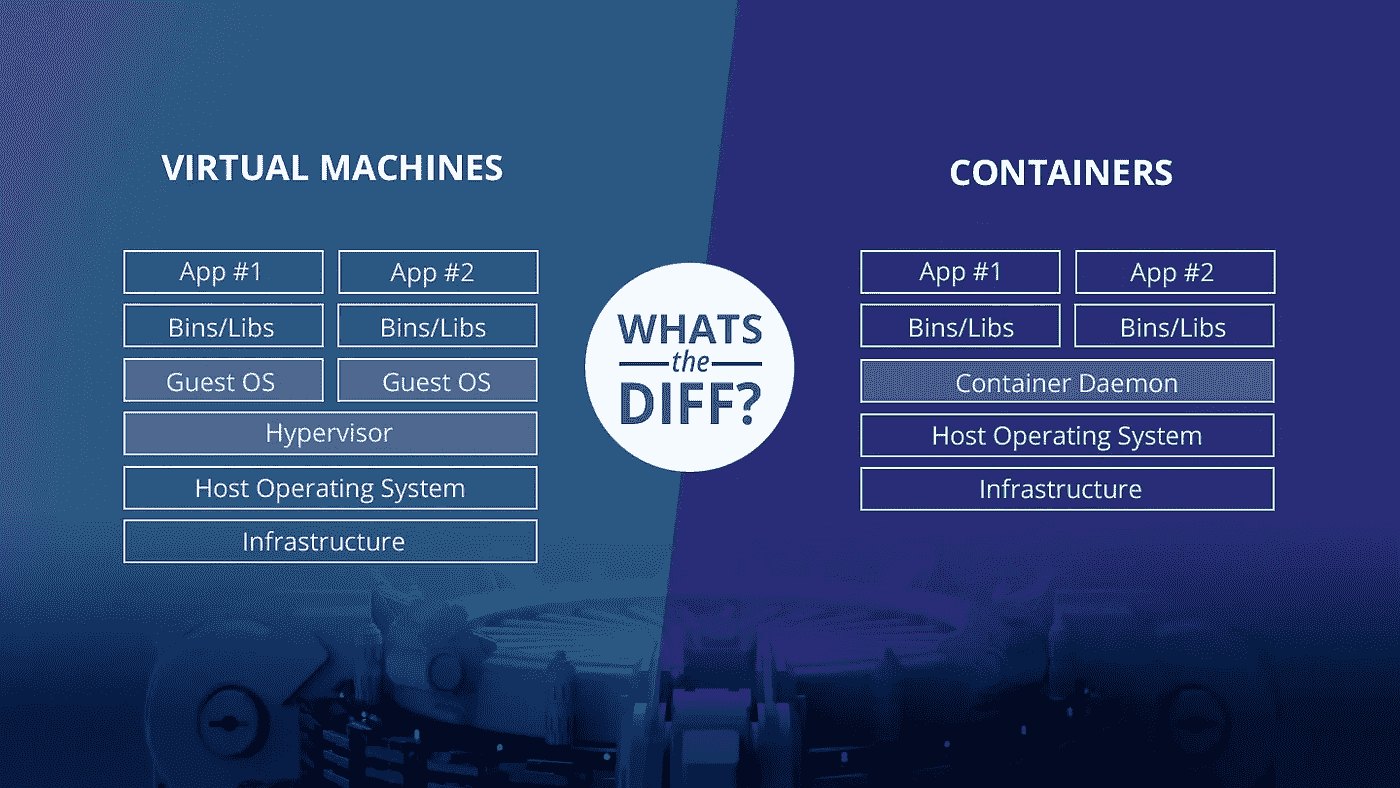 VIRTUAL MACHINES
App #1
App #2
Bins/Libs
Bins/Libs
Guest OS
Guest OS
Hypervisor
Host Operating System
Infrastructure
WHATS
the
DIFF?
CONTAINERS
App #1
App #2
Bins/Libs
Bins/Libs
Container Daemon
Host Operating System
Infrastructure